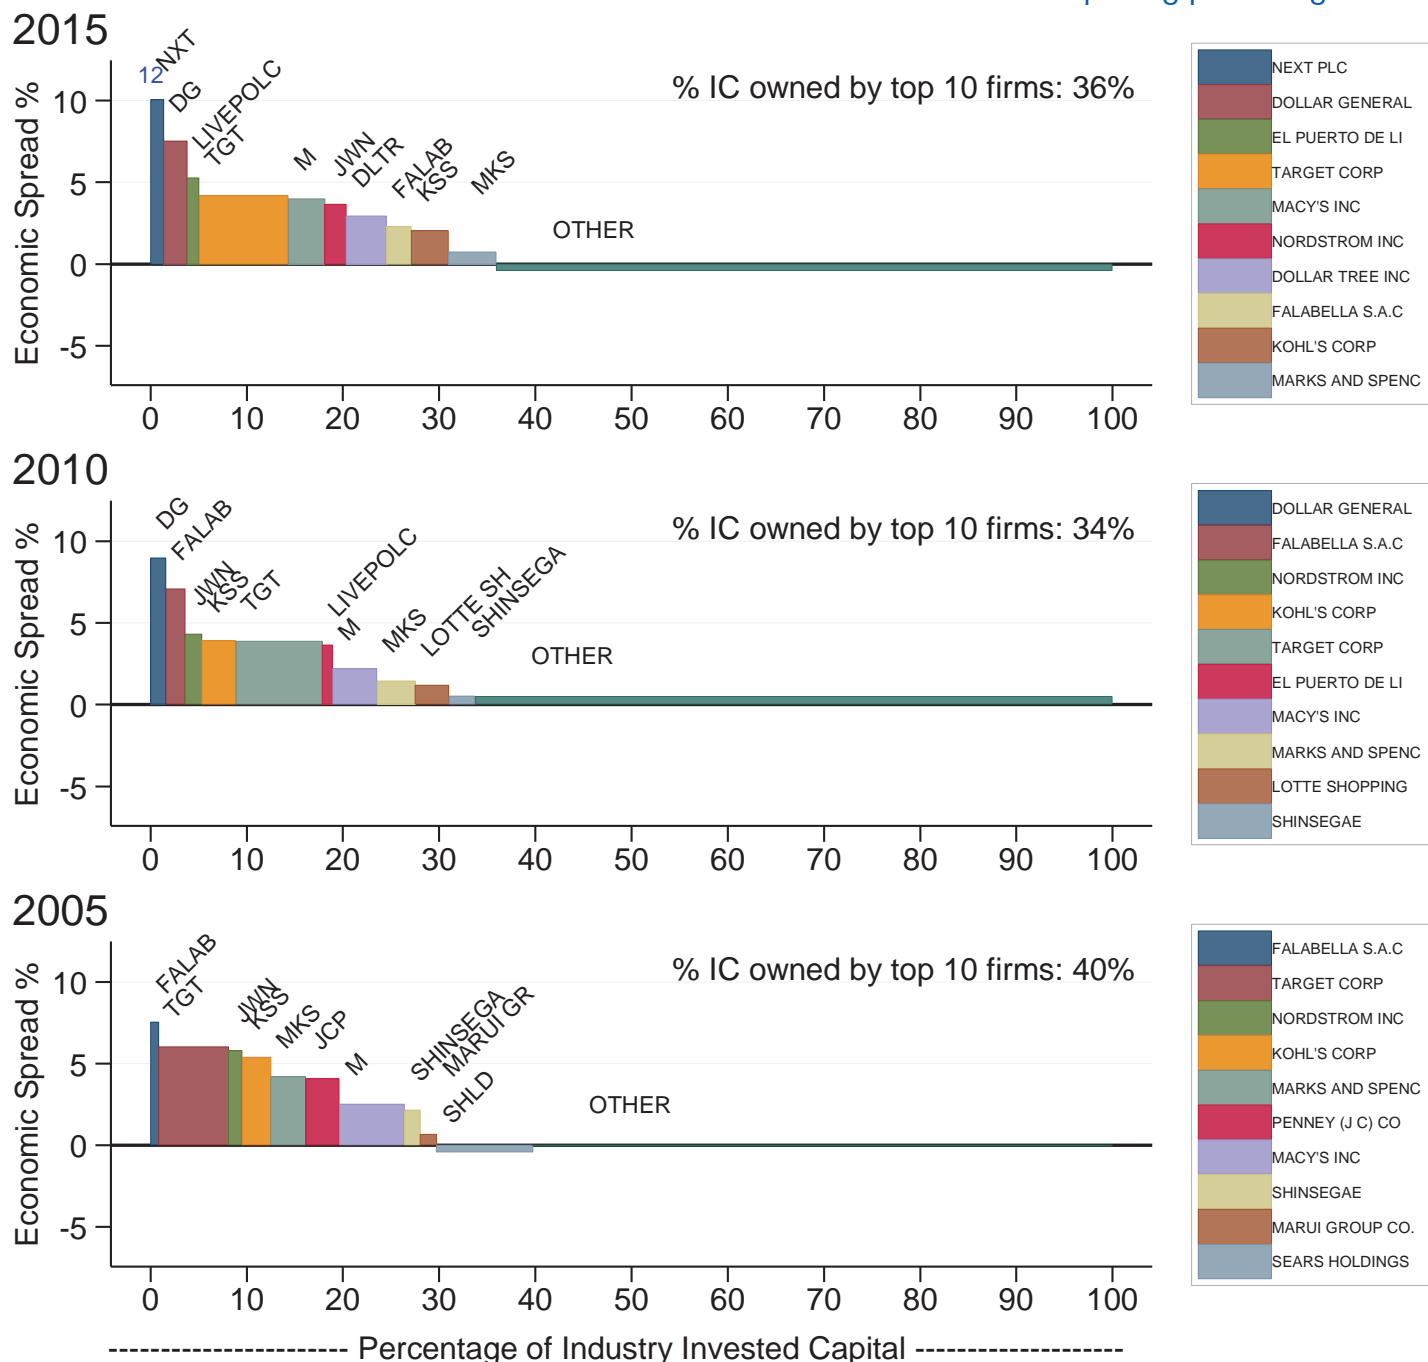 2015
% IC owned by top 10 firms: 36%
Economic Spread %
10
5
0
-5
12
NXT
DG
LIVEPOLC
TGT
M
JWN
DLTR
FALAB
KSS
MKS
OTHER
0 10 20 30 40 50 60 70 80 90 100
NEXT PLC
DOLLAR GENERAL
EL PUERTO DE LI
TARGET CORP
MACY'S INC
NORDSTROM INC
DOLLAR TREE INC
FALABELLA S.A.C
KOHL'S CORP
MARKS AND SPENC
2010
% IC owned by top 10 firms: 34%
Economic Spread %
10
5
0
-5
DG
FALAB
JWN
KSS
TGT
LIVEPOLC
M
MKS
LOTTE SH
SHINSEGA
OTHER
0 10 20 30 40 50 60 70 80 90 100
DOLLAR GENERAL
FALABELLA S.A.C
NORDSTROM INC
KOHL'S CORP
TARGET CORP
EL PUERTO DE LI
MACY'S INC
MARKS AND SPENC
LOTTE SHOPPING
SHINSEGAE
2005
% IC owned by top 10 firms: 40%
Economic Spread %
10
5
0
-5
FALAB
TGT
JWN
KSS
MKS
JCP
M
SHINSEGA
MARUI GR
SHLD
OTHER
0 10 20 30 40 50 60 70 80 90 100
FALABELLA S.A.C
TARGET CORP
NORDSTROM INC
KOHL'S CORP
MARKS AND SPENC
PENNEY (J C) CO
MACY'S INC
SHINSEGAE
MARUI GROUP CO.
SEARS HOLDINGS
----------------------- Percentage of Industry Invested Capital --------------------